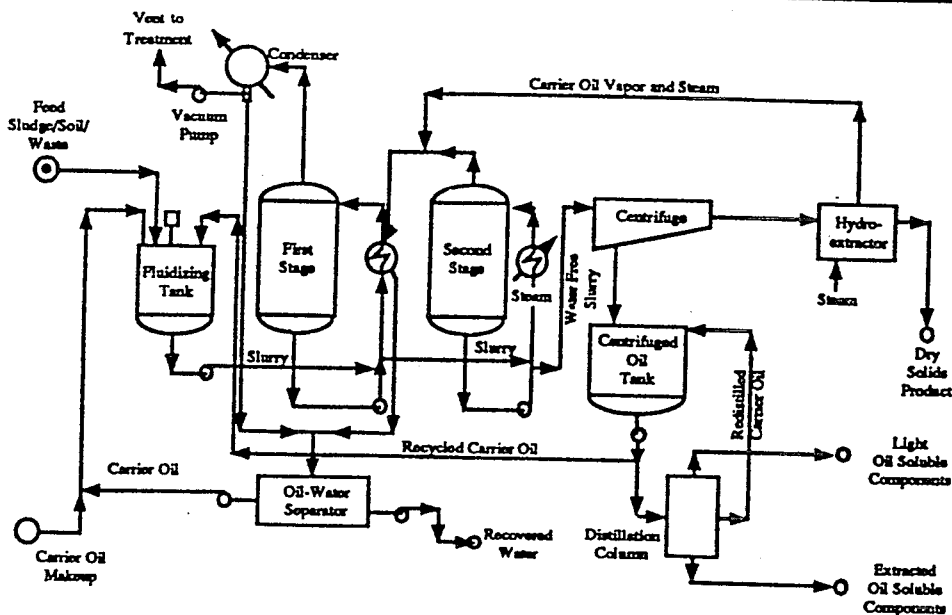 Vent to
Treatment
Condenser
Carrier Oil Vapor and Steam
Feed
Sludge/Soil/
Waste
Vacuum
Pump
Centrifuge
Hydro-
extractor
First
Stage
Second
Stage
Fluidizing
Tank
Steam
Water Free
Slurry
Steam
Slurry
Slurry
Centrifuged
Oil
Tank
Redistilled
Carrier Oil
Dry
Solids
Product
Recycled Carrier Oil
Light
Oil Soluble
Components
Carrier Oil
Oil-Water
Separator
Distillation
Column
Recovered
Water
Carrier Oil
Makeup
Extracted
Oil Soluble
Components